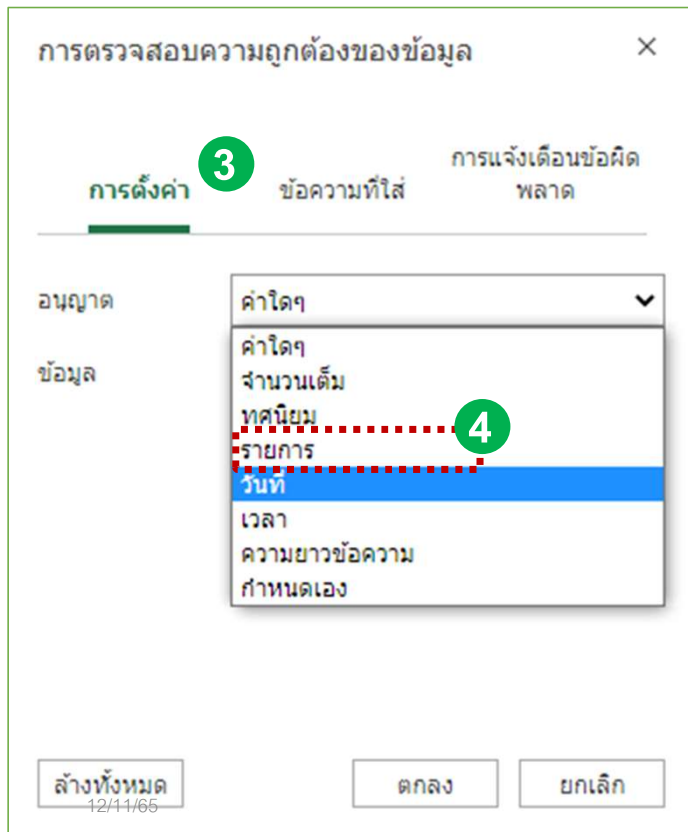 การตรวจสอบความถูกต้องของข้อมูล
3
การตั้งค่า
ข้อความที่ใส่
การแจ้งเตือนข้อผิด
พลาด
อนุญาต
ค่าใดๆ
ข้อมูล
ค่าใดๆ
จำนวนเต็ม
ทศนิยม
4
รายการ
วันที่
เวลา
ความยาวข้อความ
กำหนดเอง
ล้างทั้งหมด
ตกลง
ยกเลิก
12/11/65